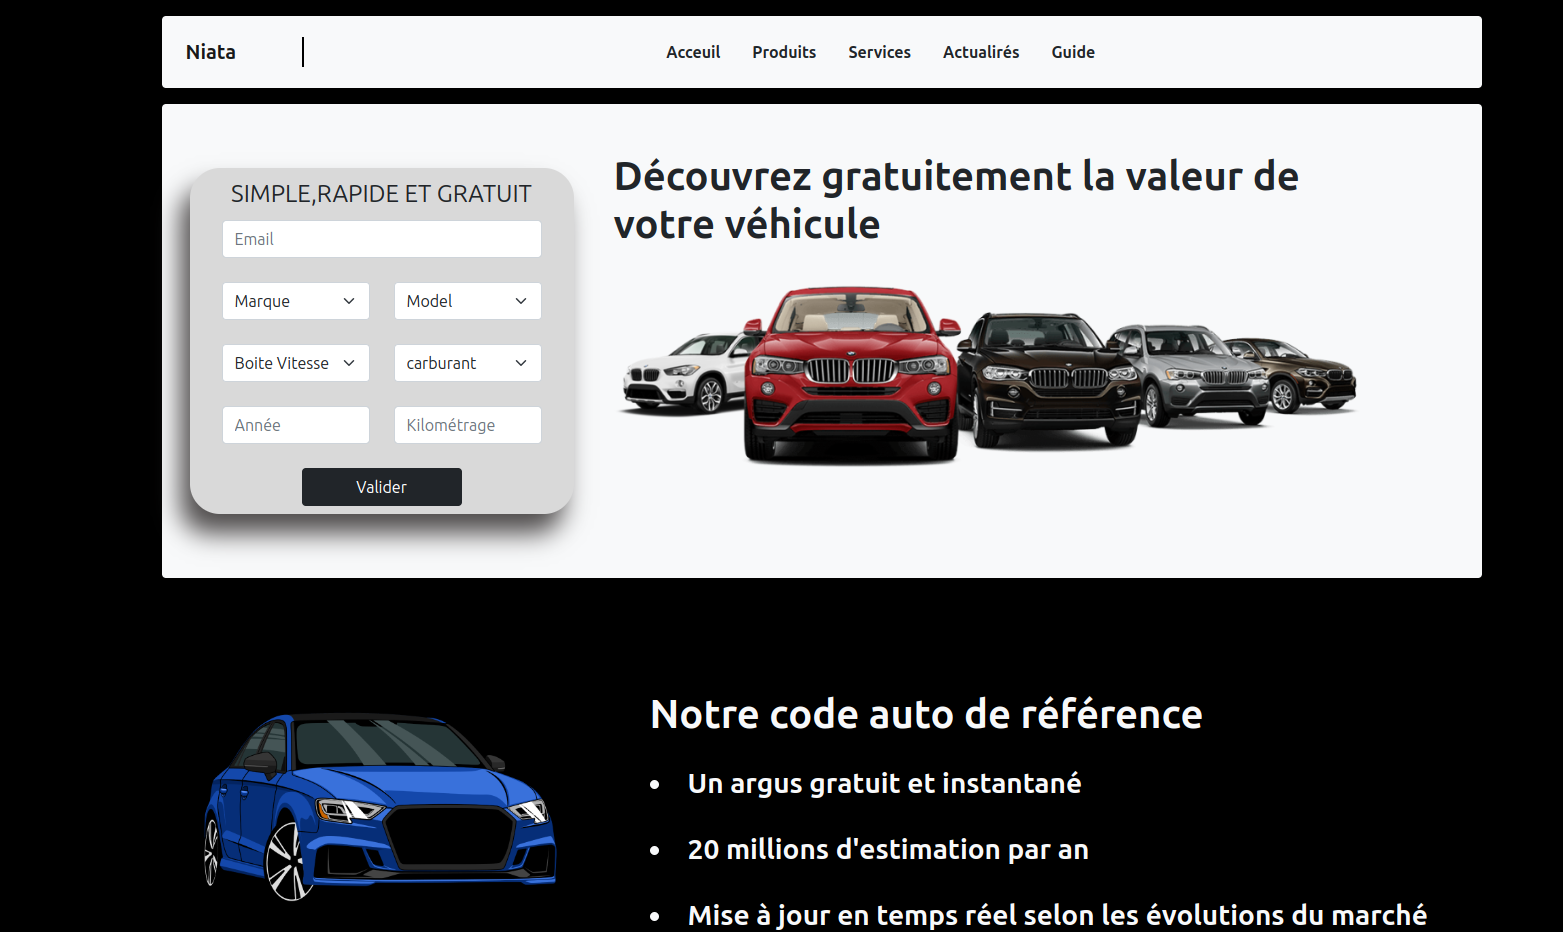 Niata
Acceuil Produits Services Actualirés Guide
SIMPLE,RAPIDE ET GRATUIT
Email
Marque Model
Boite Vitesse carburant
Année Kilométrage
Valider
Découvrez gratuitement la valeur de
votre véhicule
Notre code auto de référence
Un argus gratuit et instantané
20 millions d'estimation par an
Mise à jour en temps réel selon les évolutions du marché